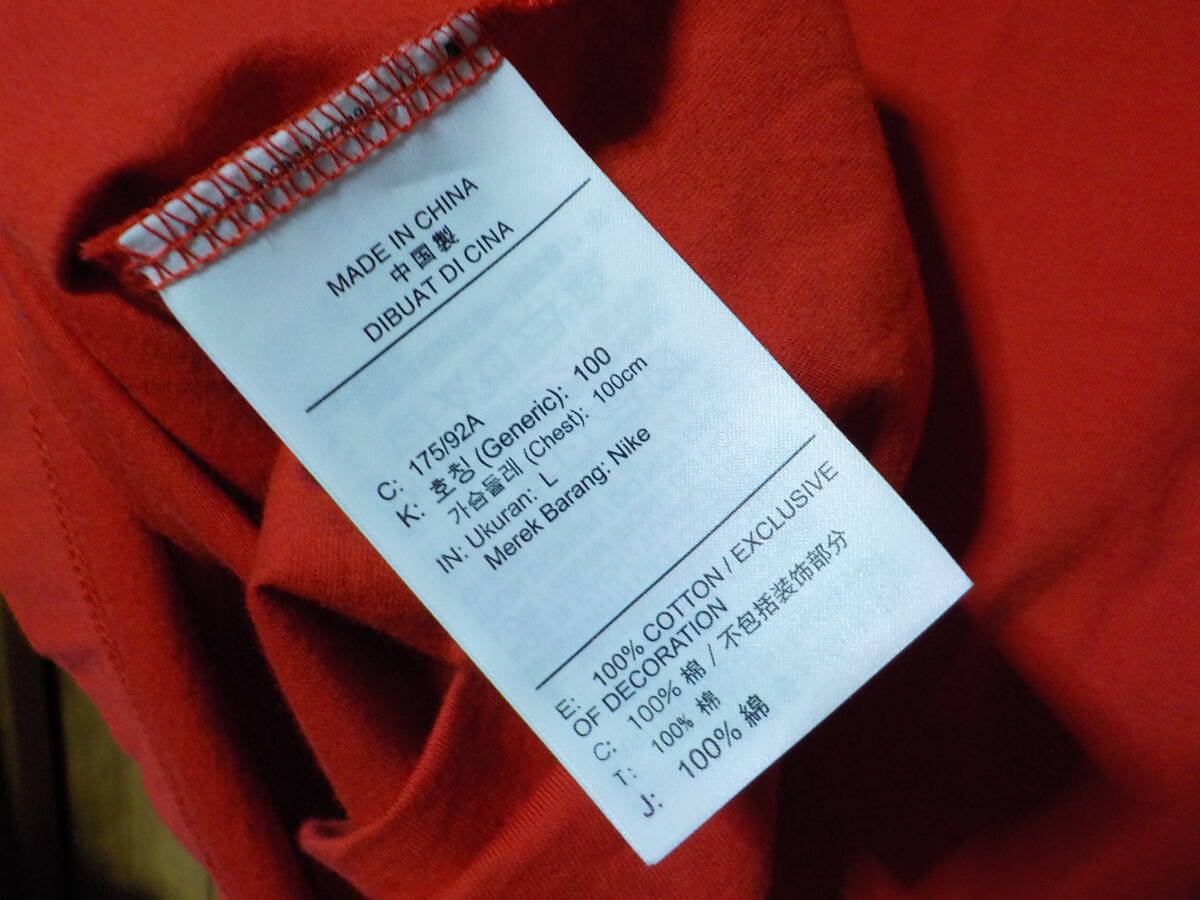 MADE IN CHINA
中国製
DIBUAT DI CINA
C: 175/92A
K: 호칭 (Generic): 100
가슴둘레 (Chest): 100cm
IN: Ukuran: L
Merek Barang: Nike
E: 100% COTTON / EXCLUSIVE
OF DECORATION
C: 100% 棉 / 不包括装饰部分
T: 100% 棉
J: 100% 綿